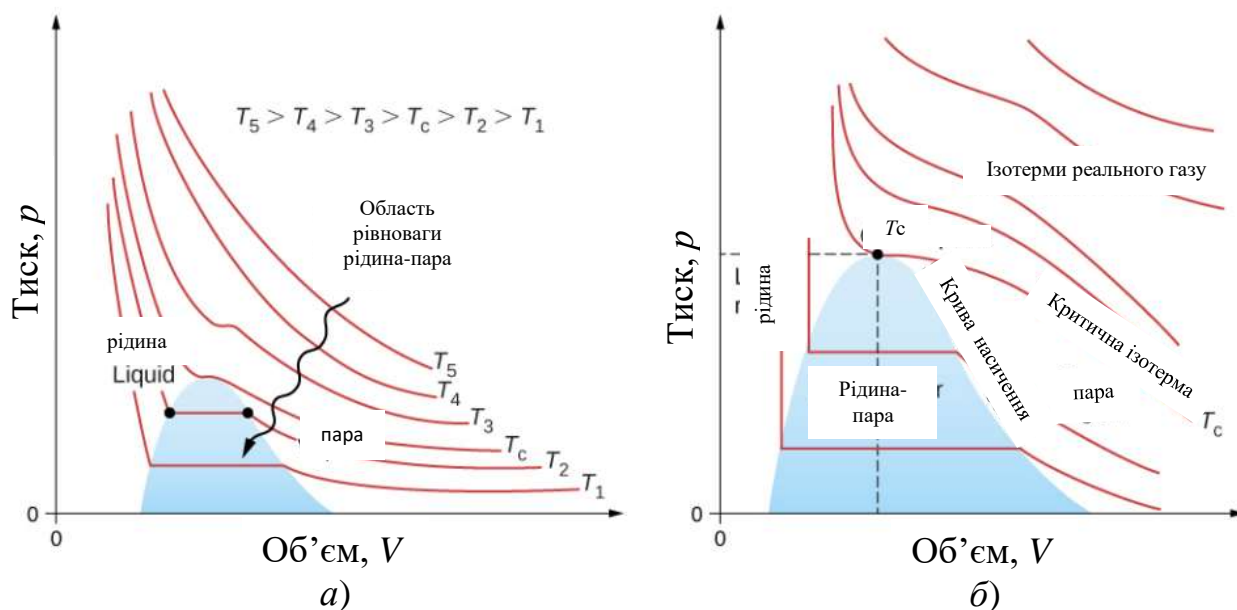 Тиск, p
T5 > T4 > T3 > Tc > T2 > T1
Область
рівноваги
рідина-пара
рідина
Liquid
пара
T5
T4
T3
Tc
T2
T1
0
0
Об’єм, V
а)
Тиск, p
Ізотерми реального газу
Tс
рідина
Крива насичення
Критична ізотерма
Рідина-
пара
r
пара
Tc
0
0
Об’єм, V
б)